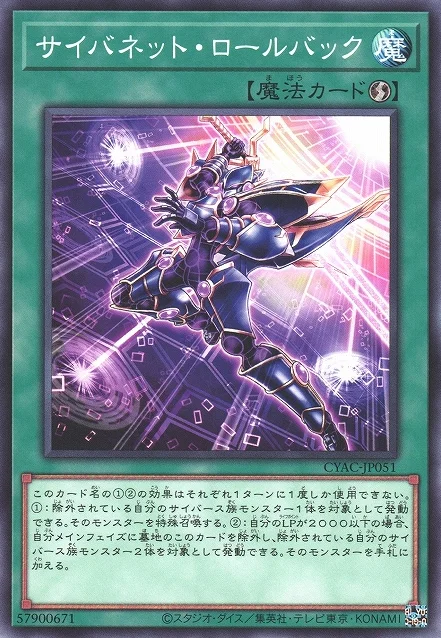 サイバネット・ロールバック 魔
【魔法カード】
CYAC-JP051
このカード名の①②の効果はそれぞれ1ターンに1度しか使用できない。
①:除外されている自分のサイバース族モンスター1体を対象として発動
できる。そのモンスターを特殊召喚する。②:自分のLPが2000以下の場合、
自分メインフェイズに墓地のこのカードを除外し、除外されている自分のサイ
バース族モンスター2体を対象として発動できる。そのモンスターを手札に
加える。
57900671 ©スタジオ・ダイス/集英社・テレビ東京・KONAMI